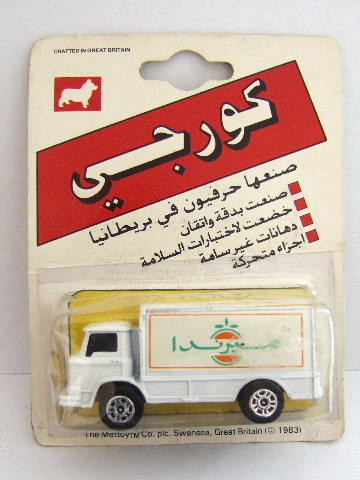 CRAFTED IN GREAT BRITAIN
كورجي
صنعها حرفيون في بريطانيا
صنعت بدقة واتقان
خضعت لاختبارات السلامة
دهانات غير سامة
اجزاء متحركة
ميرندا
The Mettoy Co. plc. Swansea, Great Britain (© 1983)